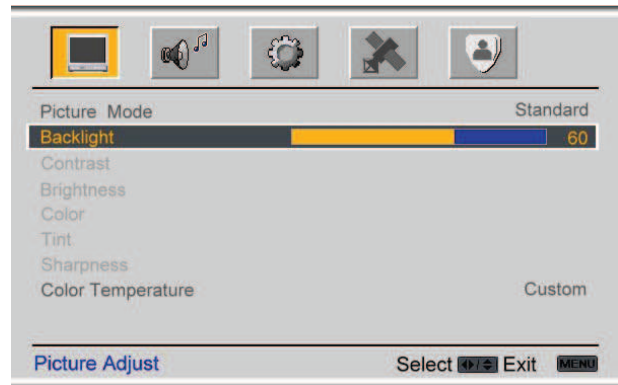 Picture Mode Standard
Backlight 60
Contrast
Brightness
Color
Tint
Sharpness
Color Temperature Custom
Picture Adjust Select Exit MENU